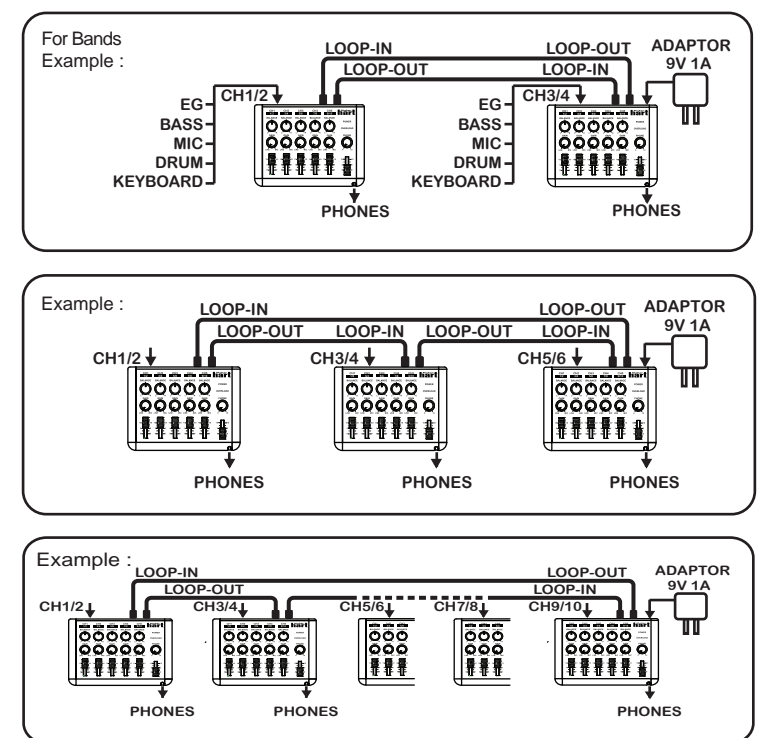 For Bands
Example :
LOOP-IN LOOP-OUT
LOOP-OUT LOOP-IN
ADAPTOR
9V 1A
CH1/2 CH3/4
EG EG
BASS BASS
MIC MIC
DRUM DRUM
KEYBOARD KEYBOARD
PHONES PHONES
Example :
LOOP-IN LOOP-OUT
LOOP-OUT LOOP-IN LOOP-OUT LOOP-IN
ADAPTOR
9V 1A
CH1/2 CH3/4 CH5/6
PHONES PHONES PHONES
Example :
LOOP-IN LOOP-OUT
LOOP-OUT LOOP-IN
ADAPTOR
9V 1A
CH1/2 CH3/4 CH5/6 CH7/8 CH9/10
PHONES PHONES PHONES